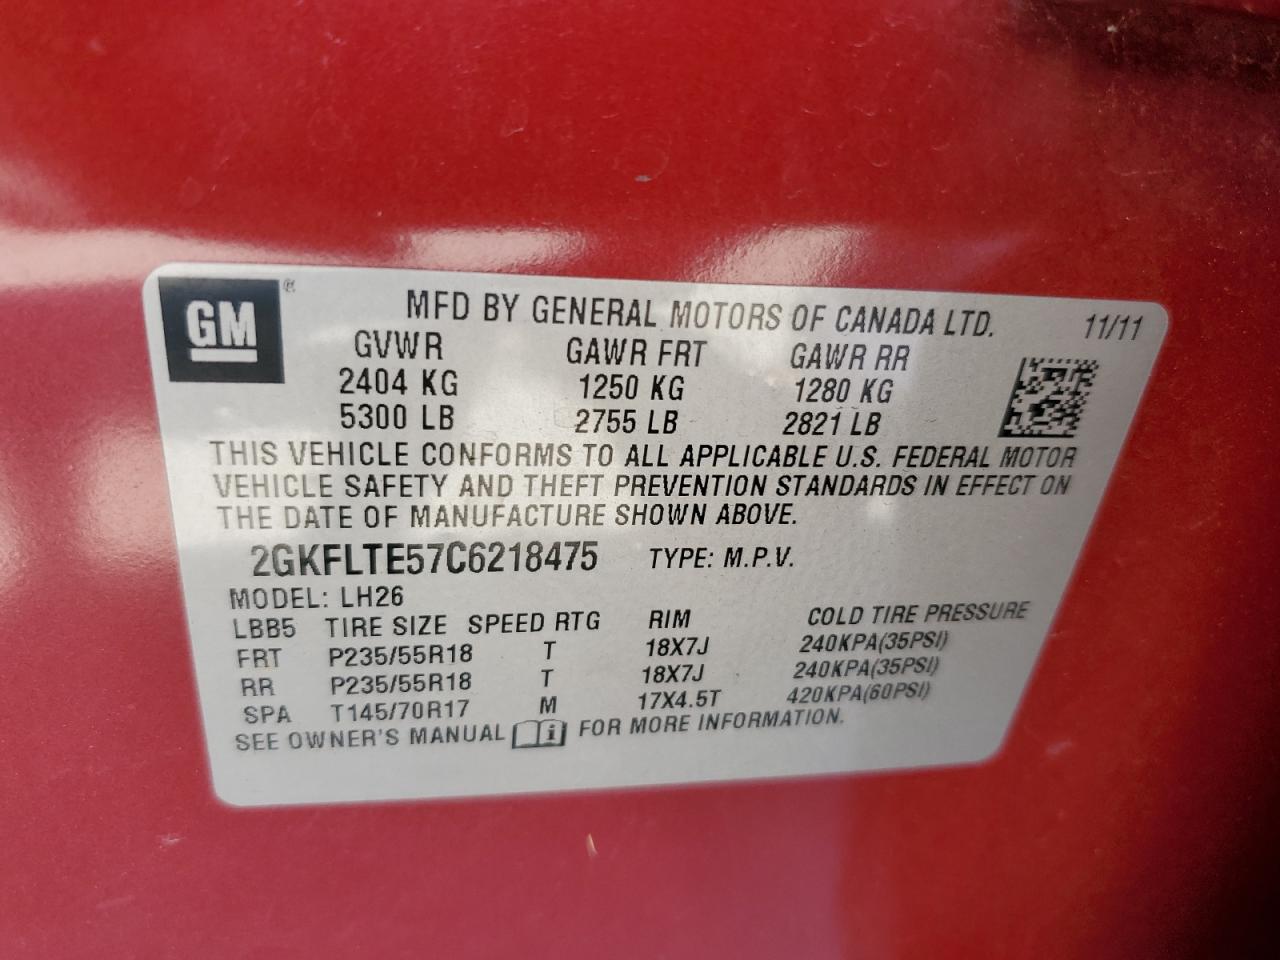 GM ®
MFD BY GENERAL MOTORS OF CANADA LTD. 11/11
GVWR GAWR FRT GAWR RR
2404 KG 1250 KG 1280 KG
5300 LB 2755 LB 2821 LB
THIS VEHICLE CONFORMS TO ALL APPLICABLE U.S. FEDERAL MOTOR
VEHICLE SAFETY AND THEFT PREVENTION STANDARDS IN EFFECT ON
THE DATE OF MANUFACTURE SHOWN ABOVE.
2GKFLTE57C6218475 TYPE: M.P.V.
MODEL: LH26
LBB5 TIRE SIZE SPEED RTG RIM COLD TIRE PRESSURE
FRT P235/55R18 T 18X7J 240KPA(35PSI)
RR P235/55R18 T 18X7J 240KPA(35PSI)
SPA T145/70R17 M 17X4.5T 420KPA(60PSI)
SEE OWNER'S MANUAL i FOR MORE INFORMATION.